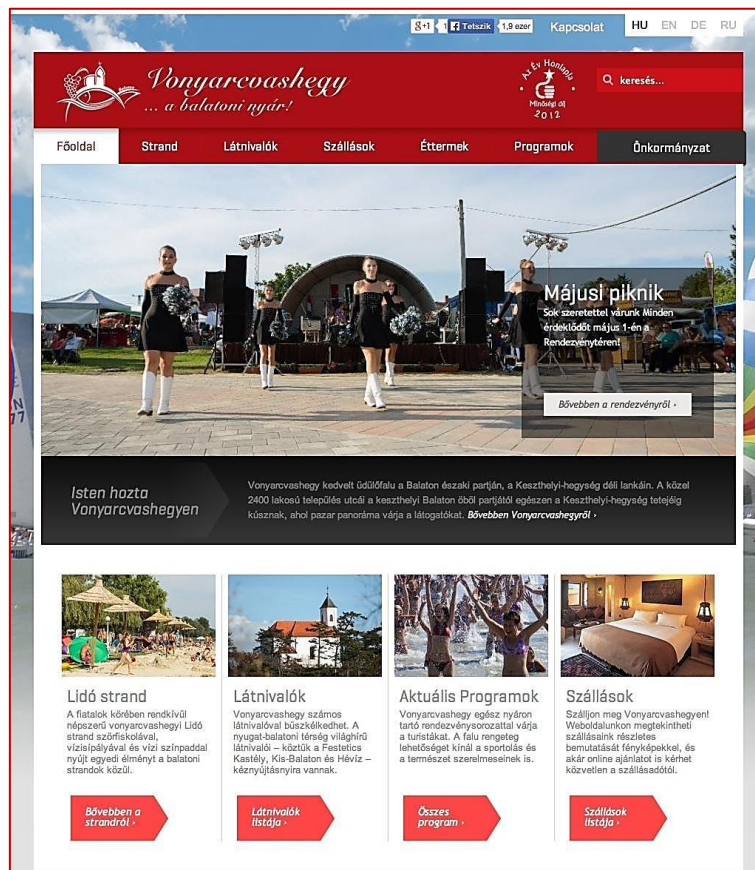 g+1 1 Tetszik 1,9 ezer Kapcsolat HU EN DE RU
Vonyarcvashegy
... a balatoni nyár!
Az Év Honlapja
Minőségi díj
2012
keresés...
Főoldal Strand Látnivalók Szállások Éttermek Programok Önkormányzat
Májusi piknik
Sok szeretettel várunk Minden
érdeklődőt május 1-én a
Rendezvénytéren!
Bővebben a rendezvényről ›
Isten hozta
Vonyarcvashegyen
Vonyarcvashegy kedvelt üdülőfalu a Balaton északi partján, a Keszthelyi-hegység déli lankáin. A közel
2400 lakosú település utcái a keszthelyi Balaton öböl partjától egészen a Keszthelyi-hegység tetejéig
kúsznak, ahol pazar panoráma várja a látogatókat. Bővebben Vonyarcvashegyről ›
Lidó strand
A fiatalok körében rendkívül
népszerű vonyarcvashegyi Lidó
strand szörfiskolával,
vízisípályával és vízi színpaddal
nyújt egyedi élményt a balatoni
strandok közül.
Bővebben a
strandról ›
Látnivalók
Vonyarcvashegy számos
látnivalóval büszkélkedhet. A
nyugat-balatoni térség világhírű
látnivalói – köztük a Festetics
Kastély, Kis-Balaton és Hévíz –
kéznyújtásnyira vannak.
Látnivalók
listája ›
Aktuális Programok
Vonyarcvashegy egész nyáron
tartó rendezvénysorozattal várja
a turistákat. A falu rengeteg
lehetőséget kínál a sportolás és
a természet szerelmeseinek is.
Összes
program ›
Szállások
Szálljon meg Vonyarcvashegyen!
Weboldalunkon megtekintheti
szállásaink részletes
bemutatását fényképekkel, és
akár online ajánlatot is kérhet
közvetlen a szállásadótól.
Szállások
listája ›
N
77